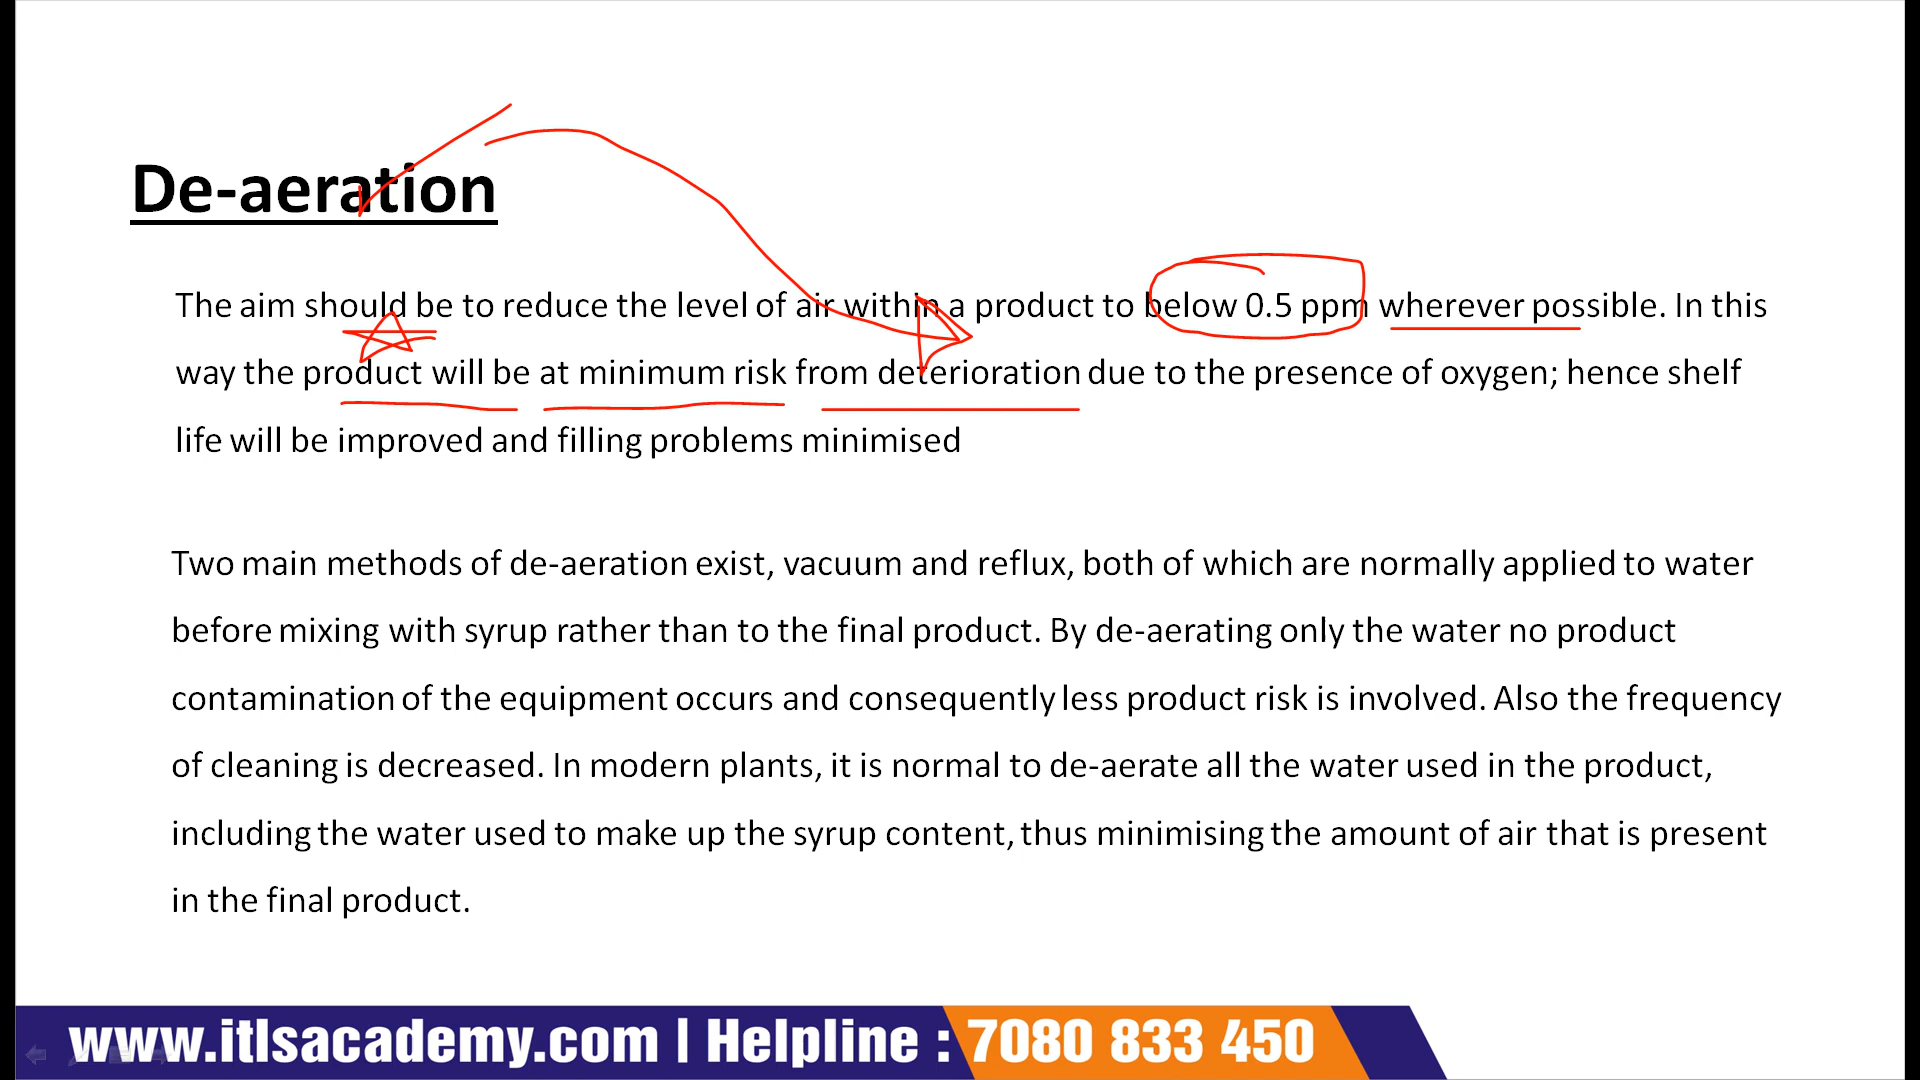 De-aeration
The aim should be to reduce the level of air within a product to below 0.5 ppm wherever possible. In this
way the product will be at minimum risk from deterioration due to the presence of oxygen; hence shelf
life will be improved and filling problems minimised
Two main methods of de-aeration exist, vacuum and reflux, both of which are normally applied to water
before mixing with syrup rather than to the final product. By de-aerating only the water no product
contamination of the equipment occurs and consequently less product risk is involved. Also the frequency
of cleaning is decreased. In modern plants, it is normal to de-aerate all the water used in the product,
including the water used to make up the syrup content, thus minimising the amount of air that is present
in the final product.
www.itlsacademy.com | Helpline : 7080 833 450